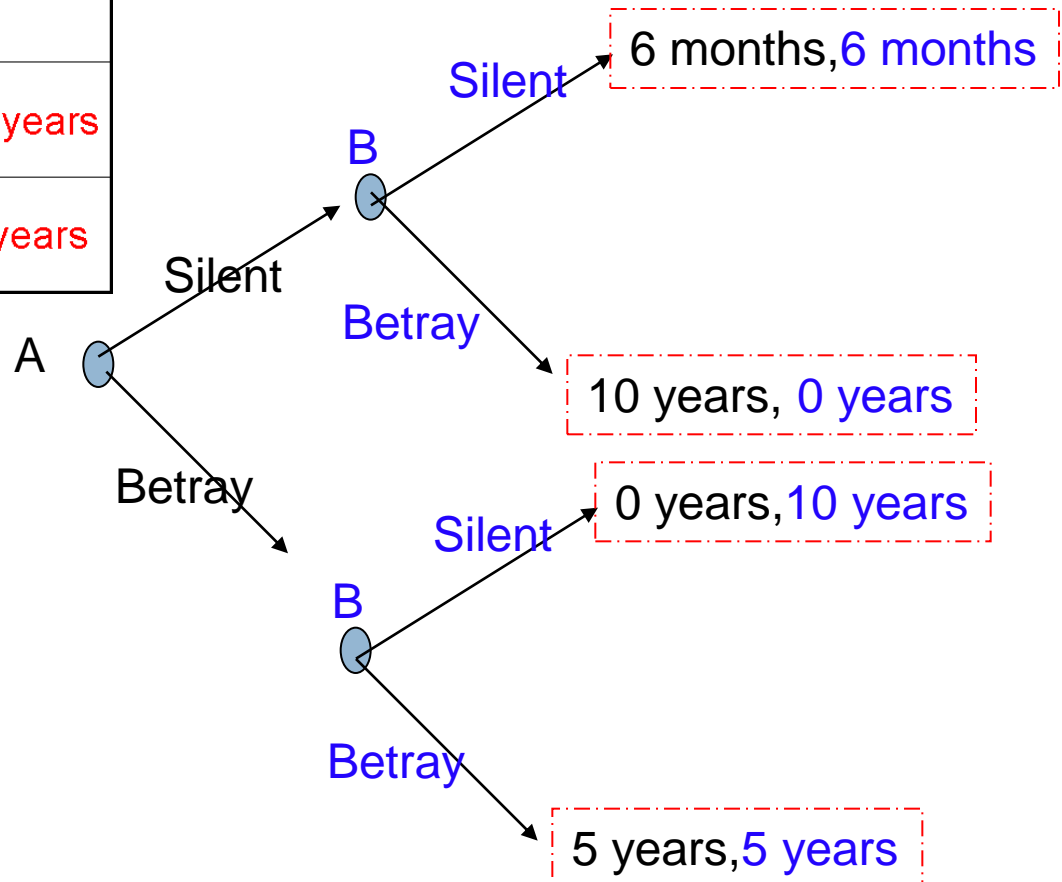 years
years
6 months,6 months
Silent
B
Silent
A
Betray
10 years, 0 years
Betray
0 years,10 years
Silent
B
Betray
5 years,5 years